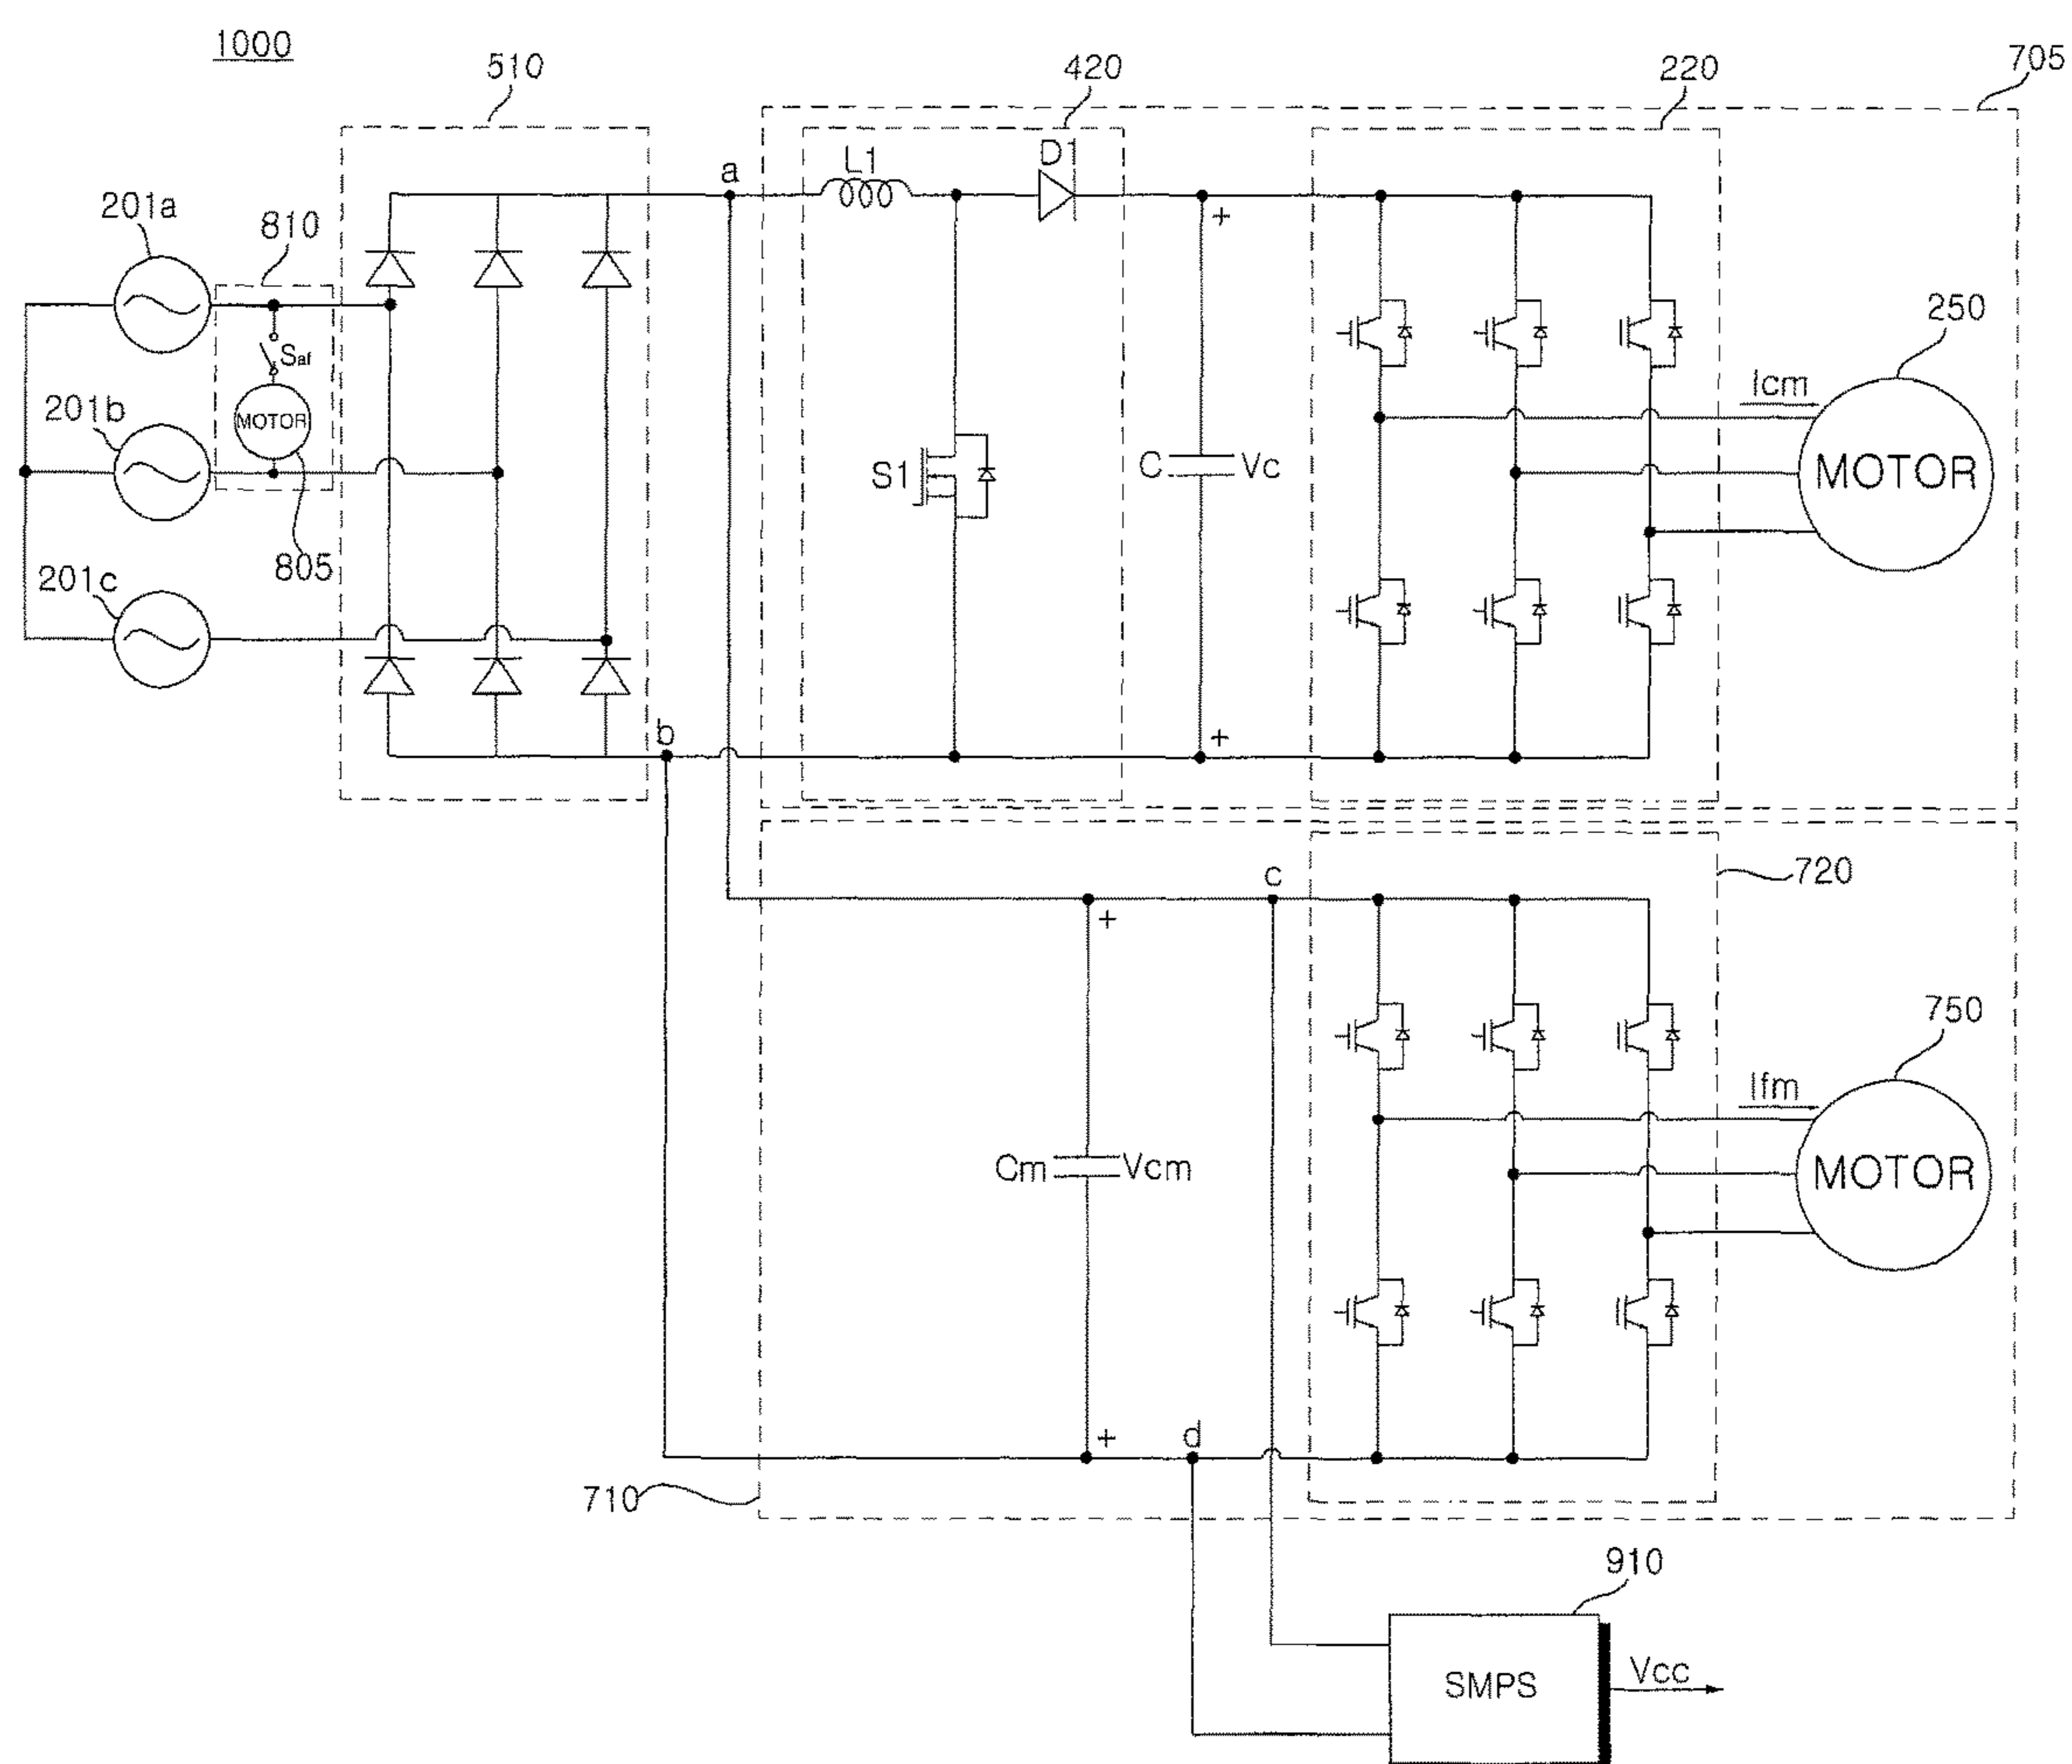 1000
510
420
220
705
a
L1
D1
201a
810
+
250
Saf
Icm
201b
MOTOR
S1
C
Vc
MOTOR
805
201c
b
+
c
720
+
750
Ifm
Cm
Vcm
MOTOR
+
d
710
910
SMPS
Vcc